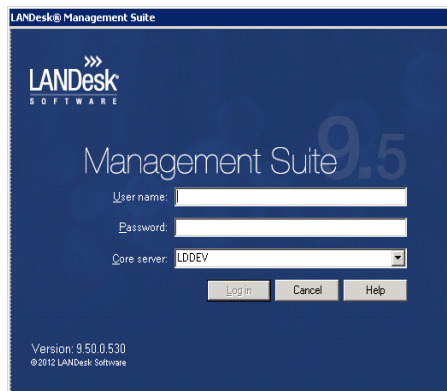 LANDesk® Management Suite
LANDesk
SOFTWARE
9.5
Management Suite
User name:
Password:
Core server: LDDEV
Log in Cancel Help
Version: 9.50.0.530
©2012 LANDesk Software